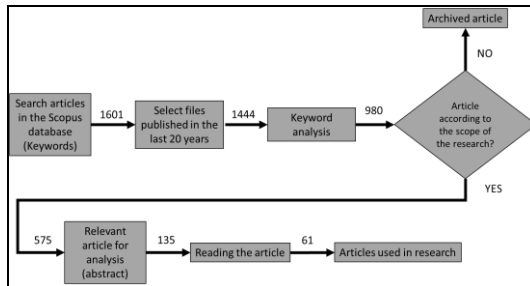 Archived article
NO
Search articles
in the Scopus
database
(Keywords)
1601
Select files
published in the
last 20 years
1444
Keyword
analysis
980
Article
according to
the scope of
the research?
YES
575
Relevant
article for
analysis
(abstract)
135
Reading the article
61
Articles used in research